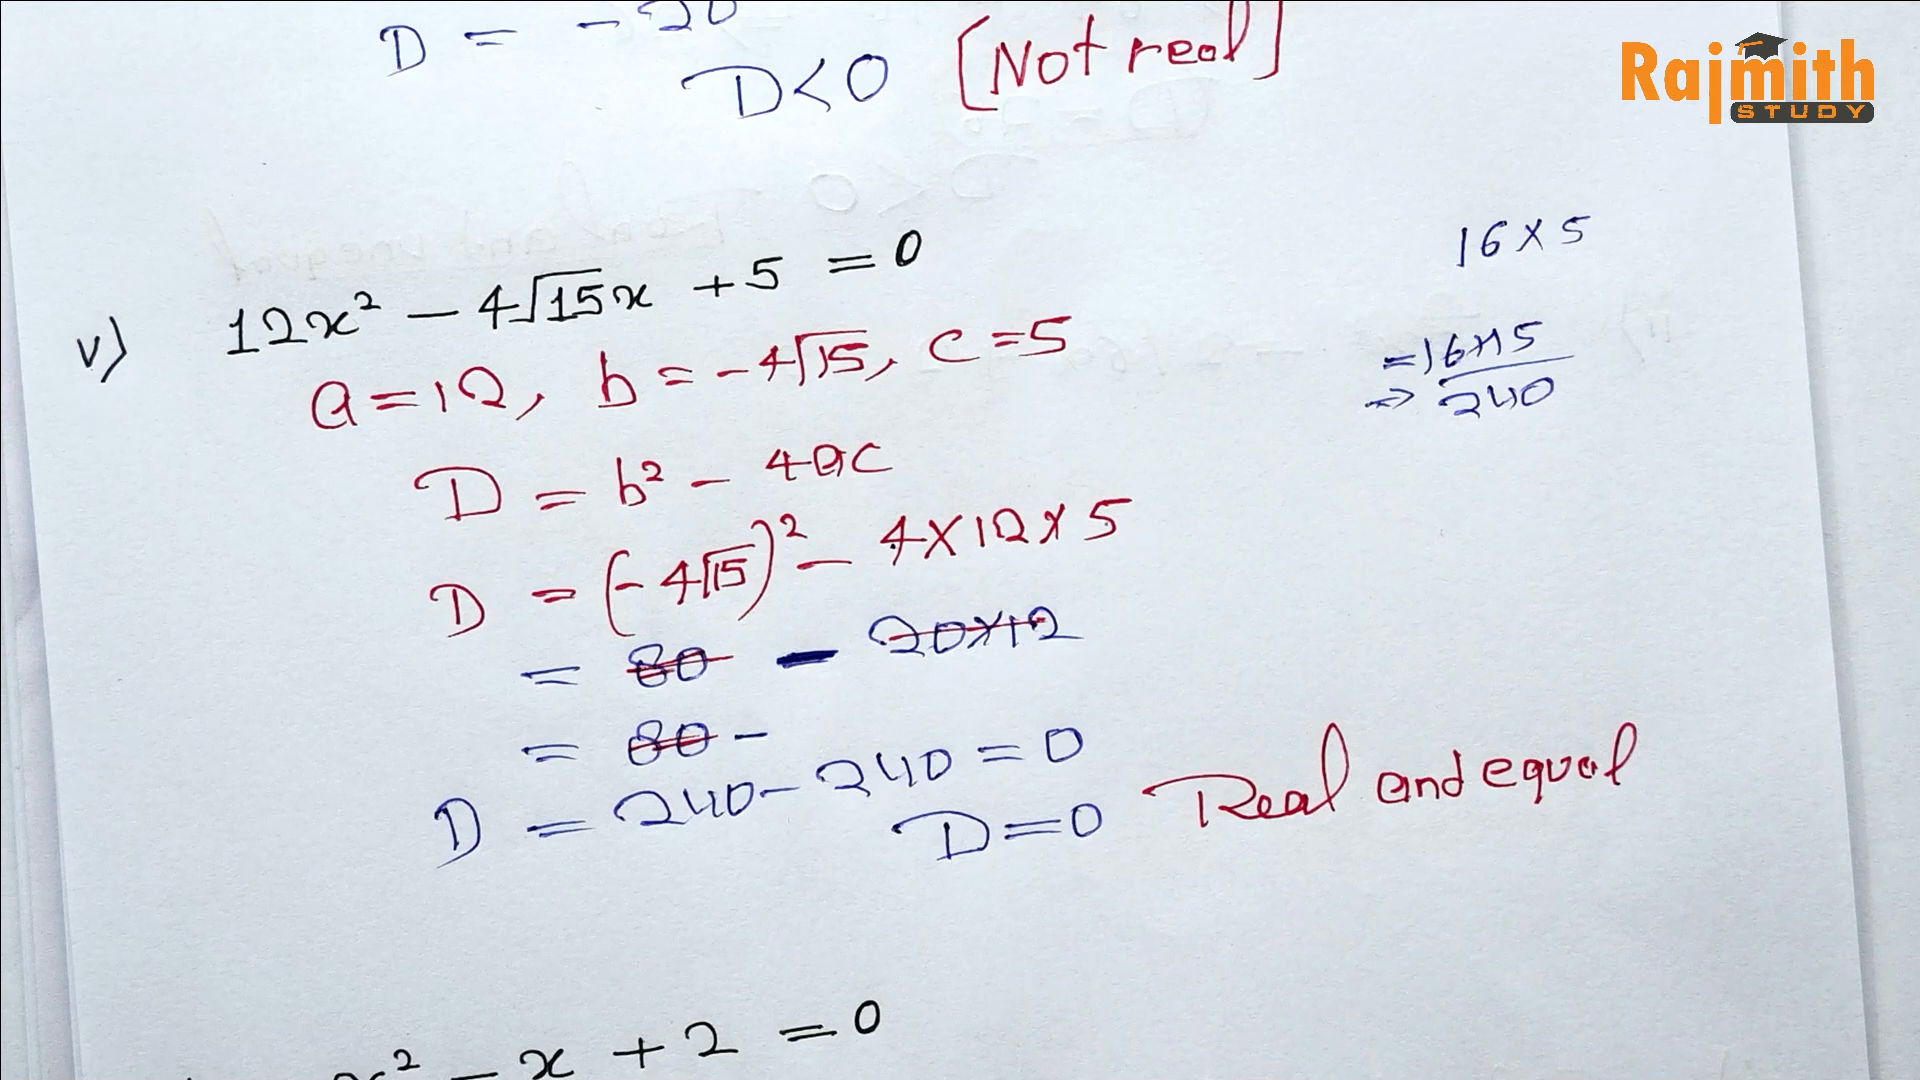 D = -20
D<0 [Not real]
Rajmith
STUDY
v) 12x² - 4√15x + 5 = 0
16×5
a=12, b=-4√15, c=5
=16×15
⇒ 240
D = b² - 4ac
D = (-4√15)² - 4×12×5
= 80 - 20×12
= 80 -
D = 240-240=0
D=0 Real and equal
x² - x + 2 = 0